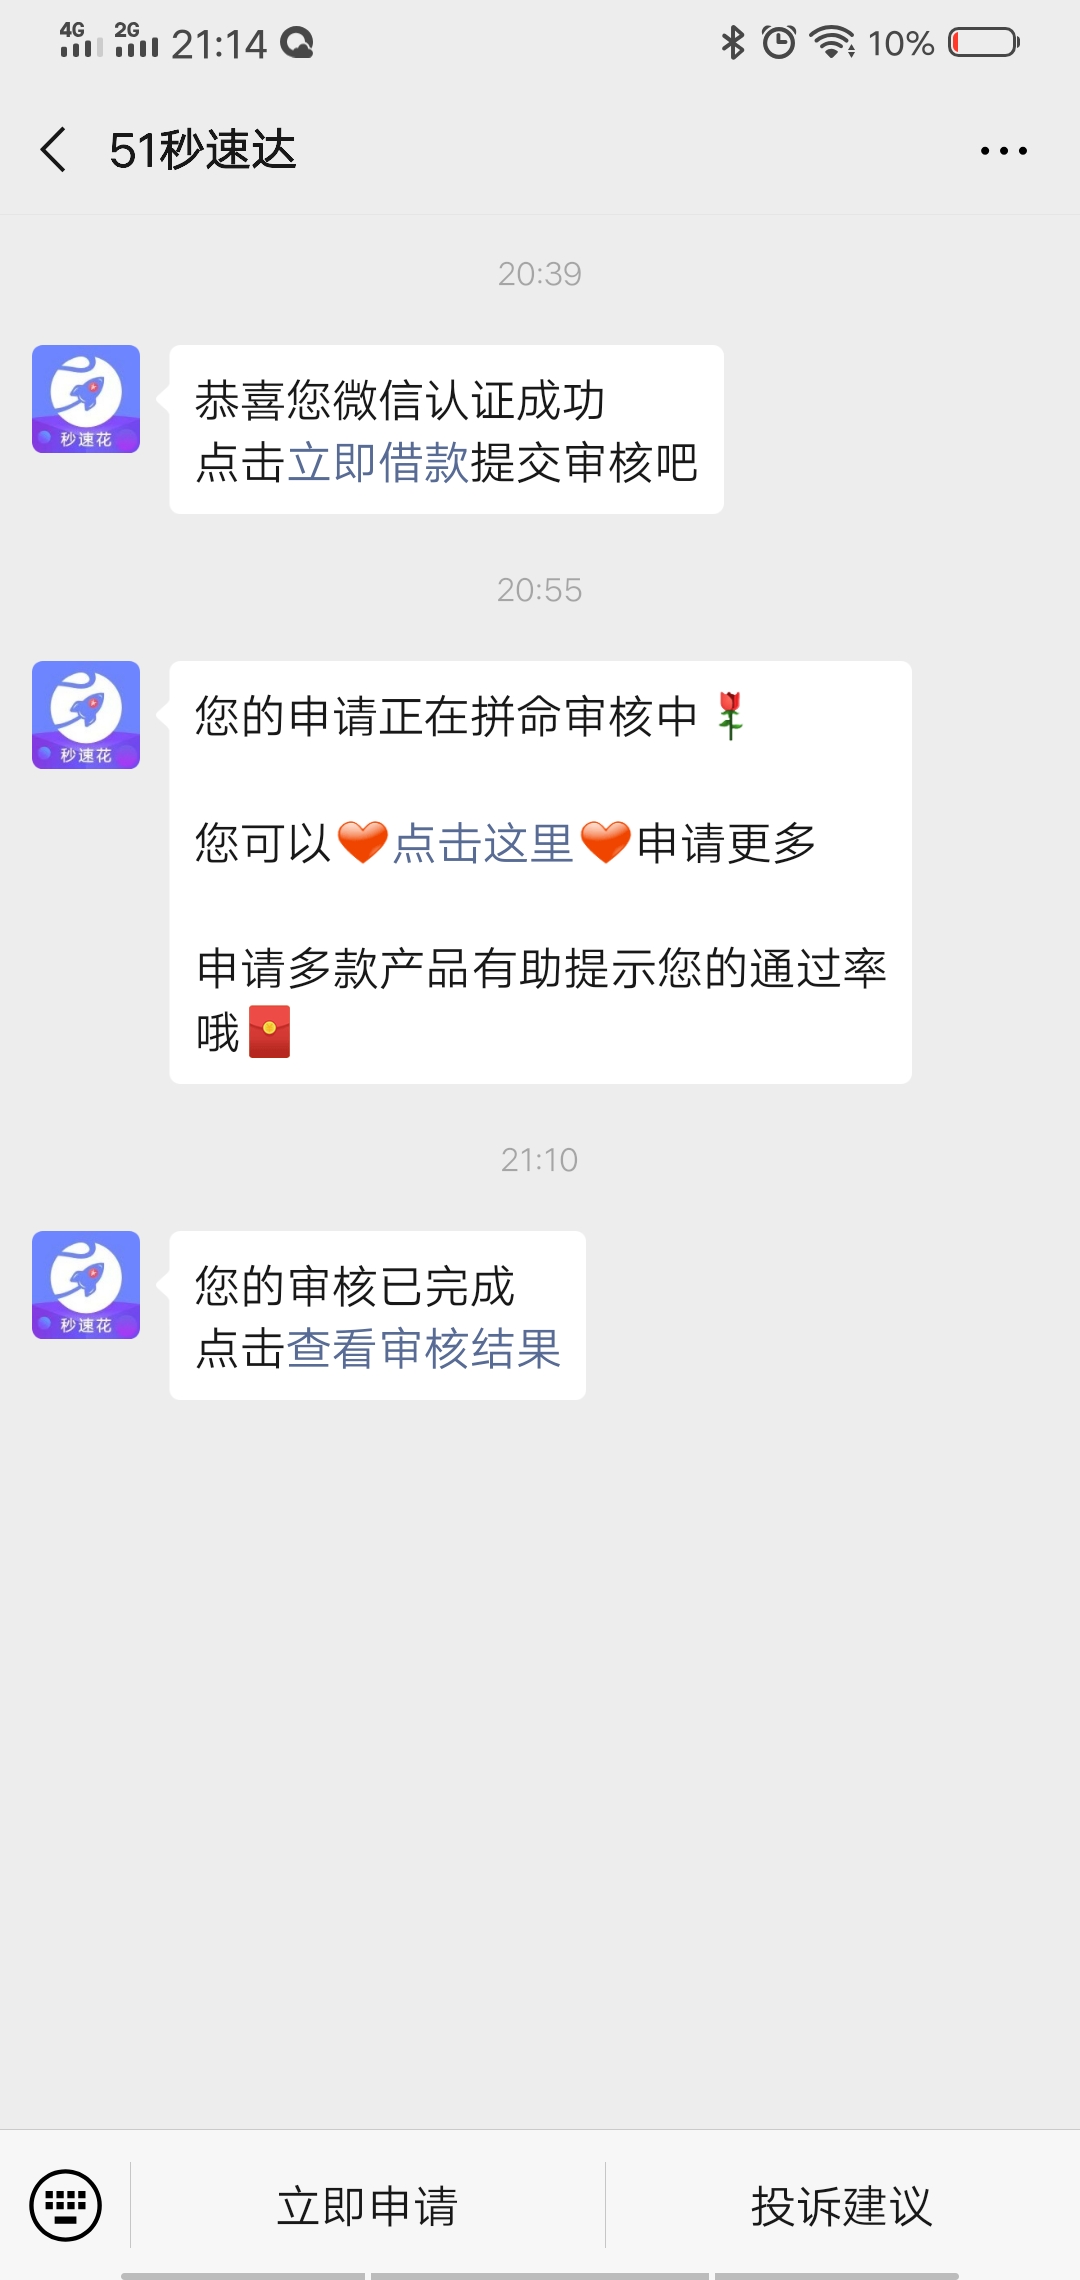 4G 2G 21:14 10%
51秒速达
20:39
秒速花
恭喜您微信认证成功
点击立即借款提交审核吧
20:55
秒速花
您的申请正在拼命审核中
您可以点击这里申请更多
申请多款产品有助提示您的通过率
哦
21:10
秒速花
您的审核已完成
点击查看审核结果
立即申请
投诉建议